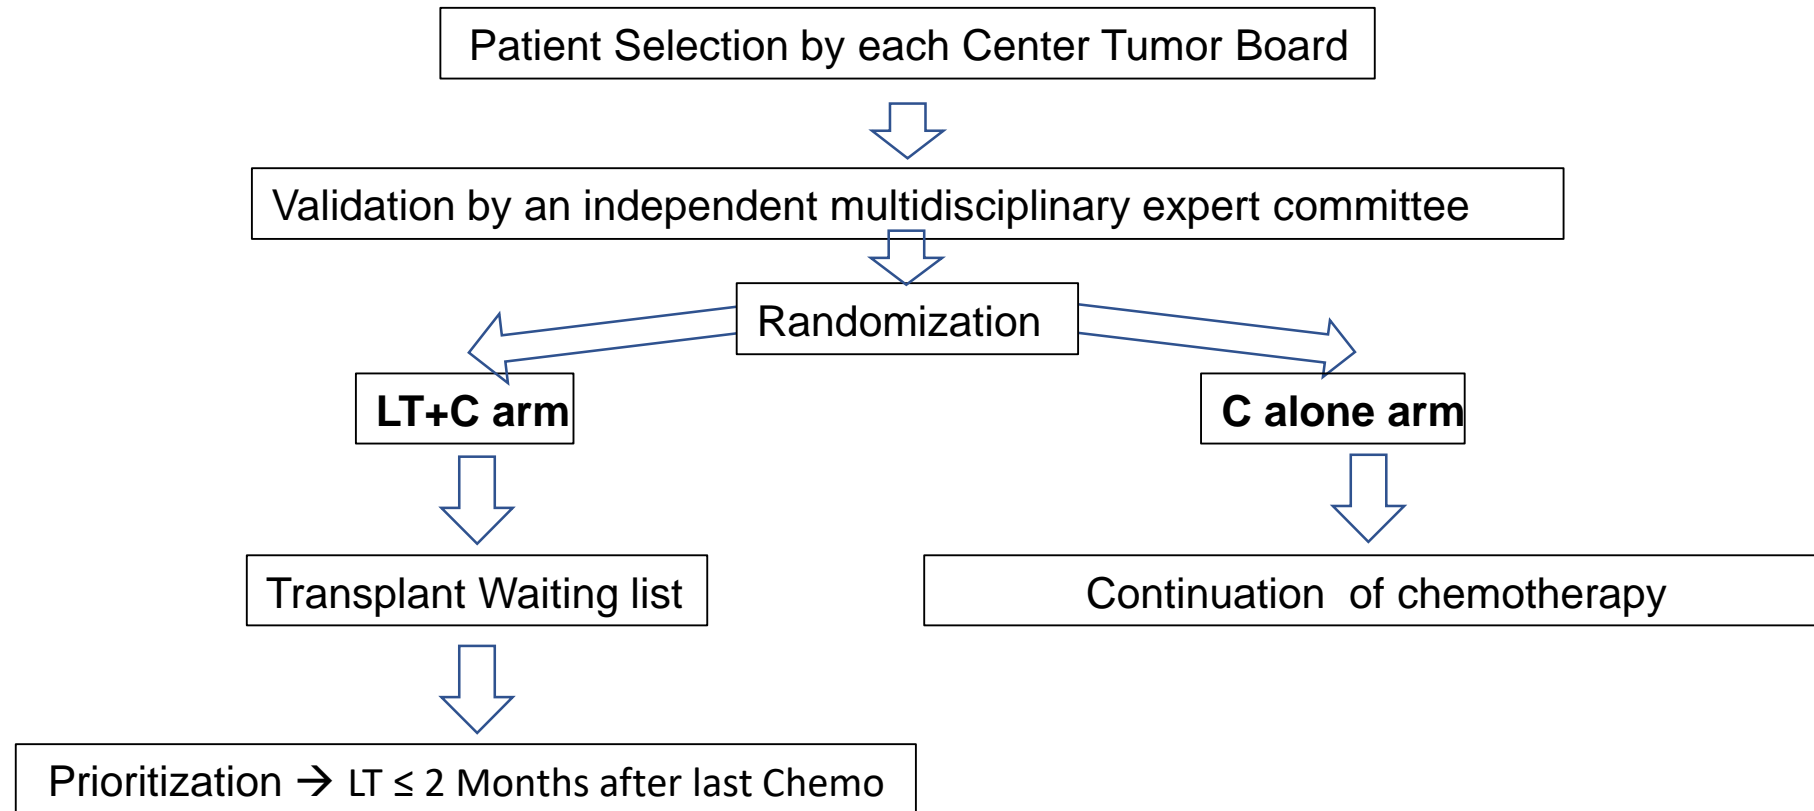 Patient Selection by each Center Tumor Board
Validation by an independent multidisciplinary expert committee
Randomization
LT+C arm
C alone arm
Transplant Waiting list
Continuation of chemotherapy
Prioritization → LT ≤ 2 Months after last Chemo